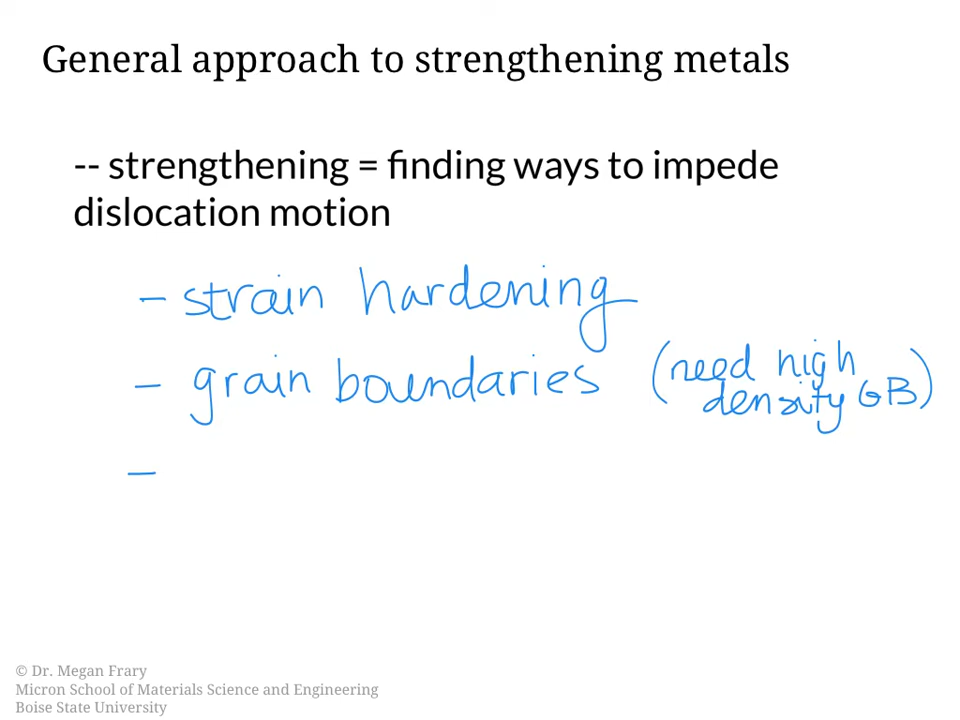 General approach to strengthening metals
-- strengthening = finding ways to impede
dislocation motion
- strain hardening
- grain boundaries (need high
density GB)
-
© Dr. Megan Frary
Micron School of Materials Science and Engineering
Boise State University